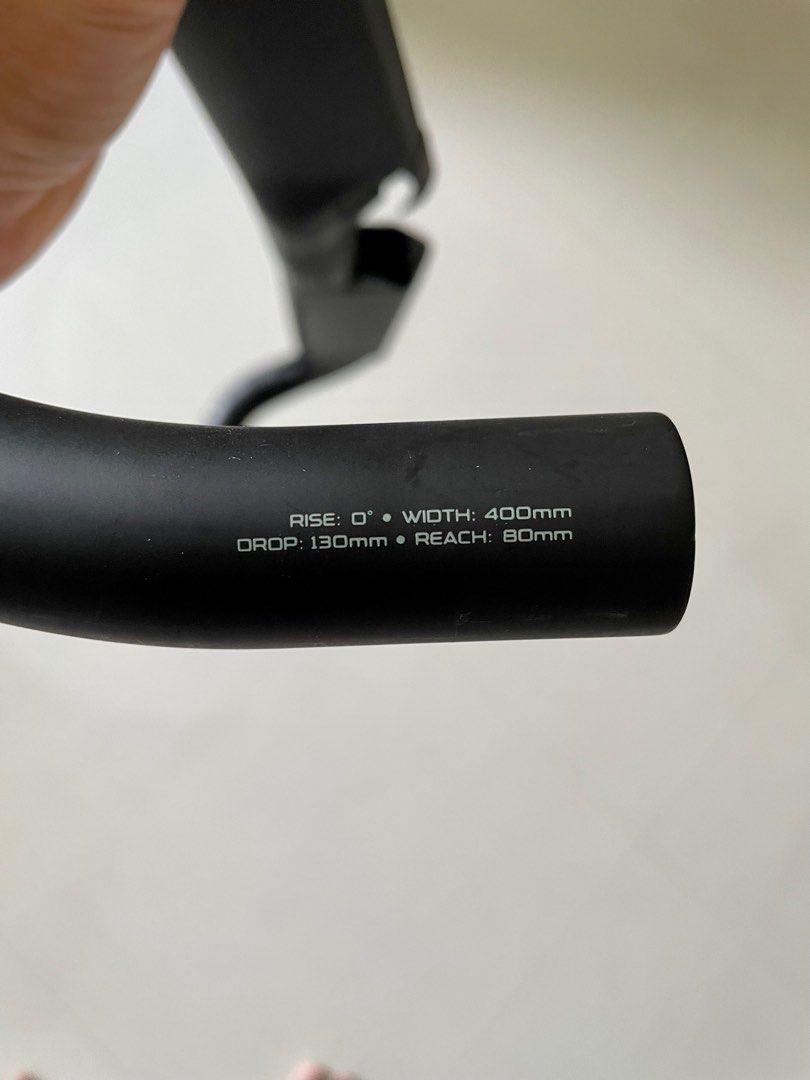 RISE: 0° • WIDTH: 400mm
DROP: 130mm • REACH: 80mm